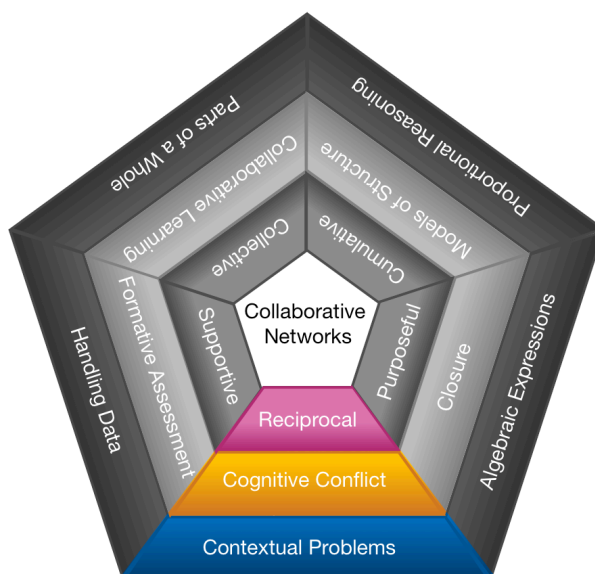 Parts of a Whole
Proportional Reasoning
Collaborative Learning
Models of Structure
Collective
Cumulative
Collaborative
Networks
Handling Data
Formative Assessment
Supportive
Purposeful
Closure
Algebraic Expressions
Reciprocal
Cognitive Conflict
Contextual Problems